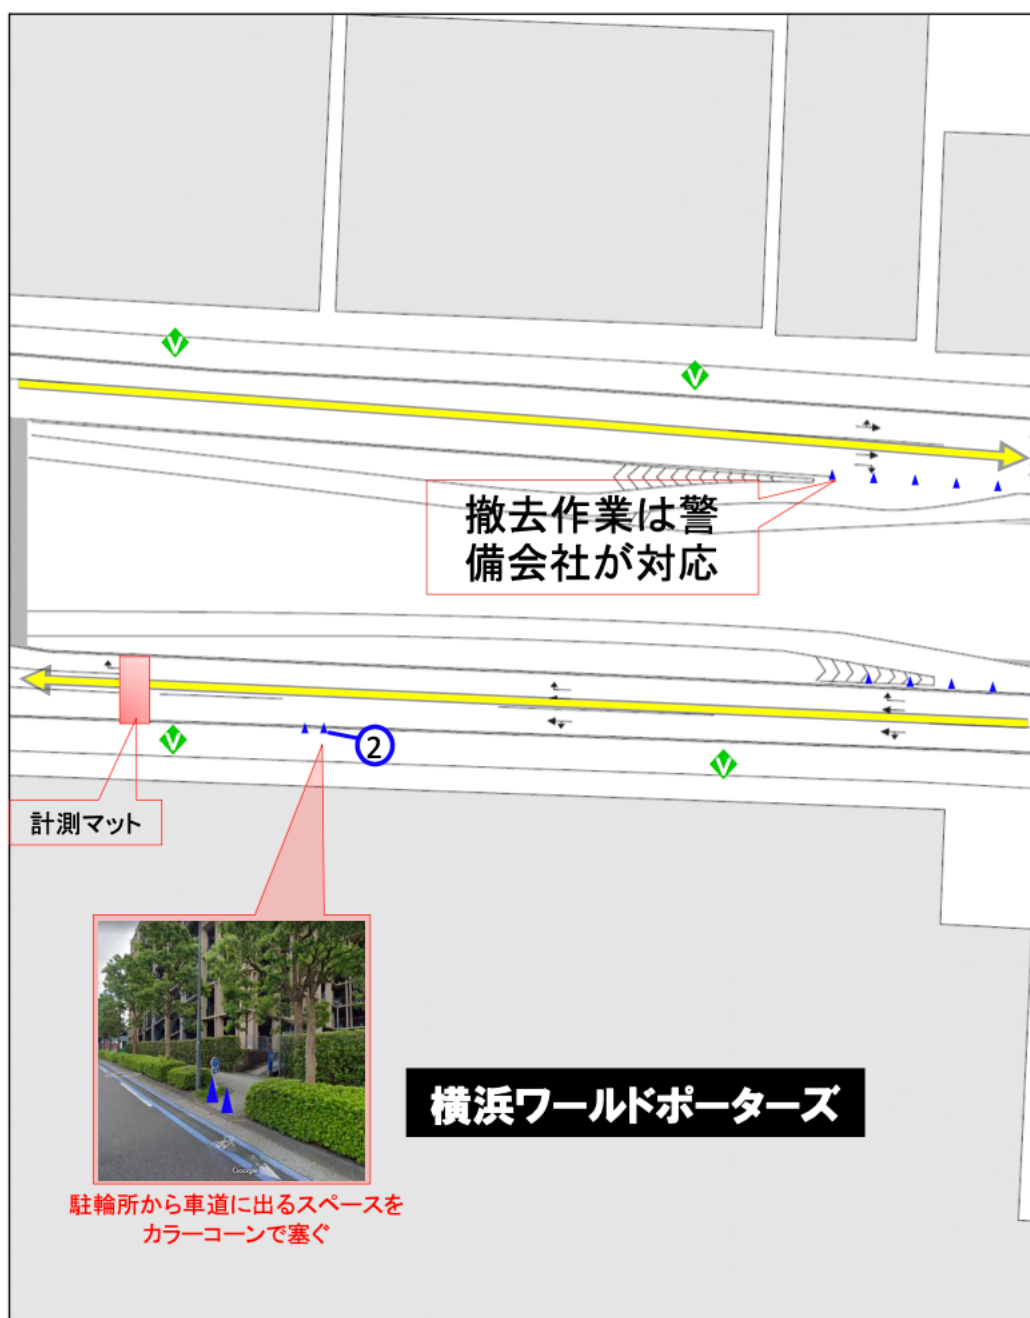 V
V
撤去作業は警
備会社が対応
2
V
V
計測マット
Google
横浜ワールドポーターズ
駐輪所から車道に出るスペースを
カラーコーンで塞ぐ